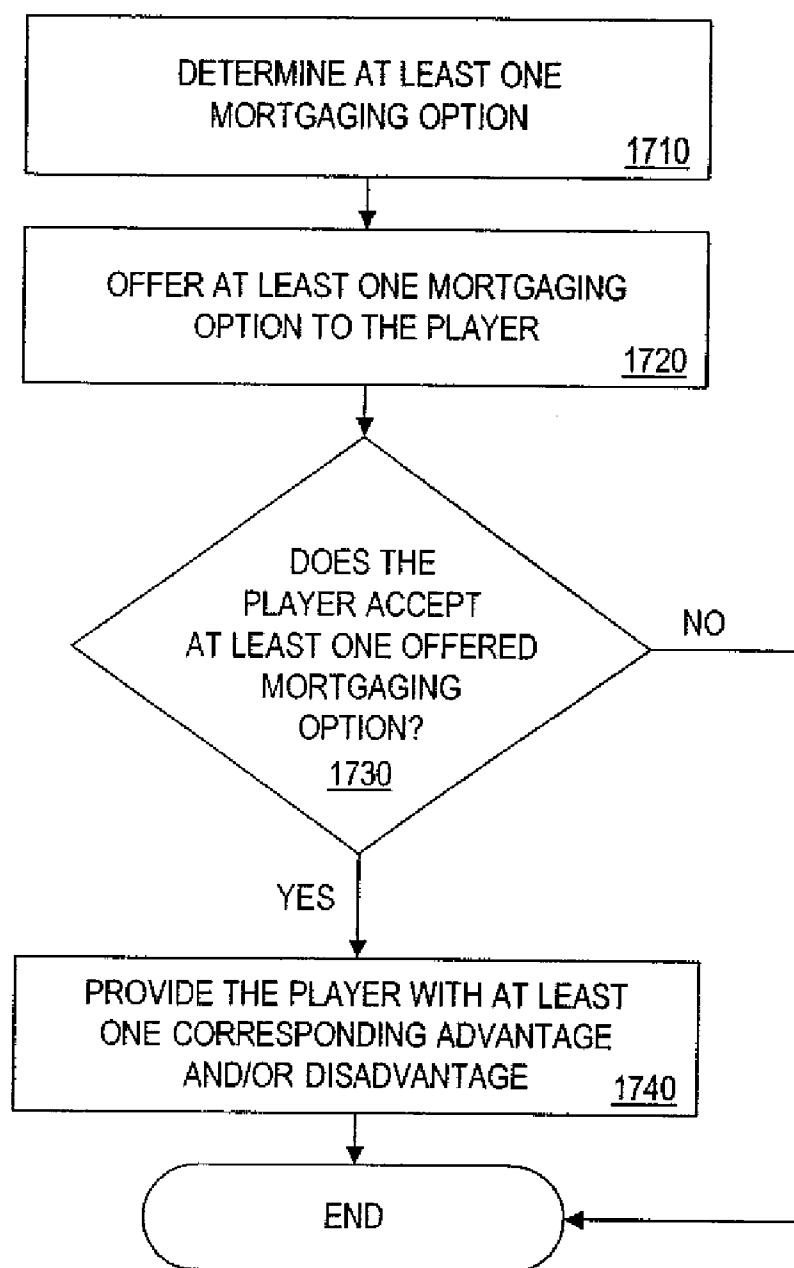 DETERMINE AT LEAST ONE
MORTGAGING OPTION
1710
OFFER AT LEAST ONE MORTGAGING
OPTION TO THE PLAYER
1720
DOES THE
PLAYER ACCEPT
AT LEAST ONE OFFERED
MORTGAGING
OPTION?
1730
NO
YES
PROVIDE THE PLAYER WITH AT LEAST
ONE CORRESPONDING ADVANTAGE
AND/OR DISADVANTAGE
1740
END